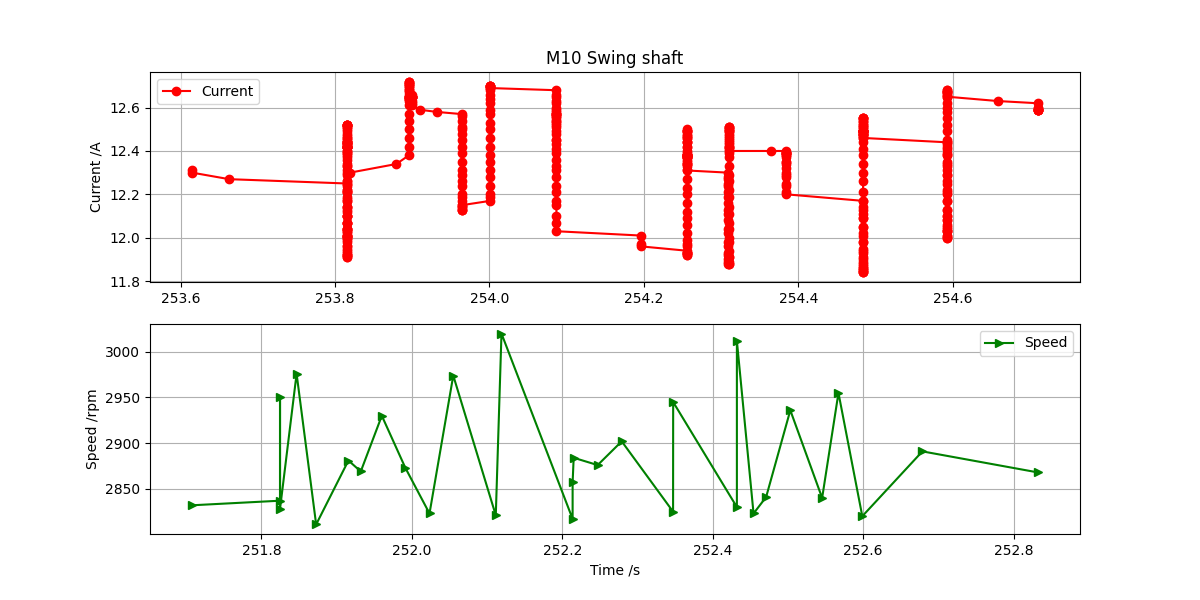 M10 Swing shaft
Current
Current /A
12.6
12.4
12.2
12.0
11.8
253.6 253.8 254.0 254.2 254.4 254.6
Speed
Speed /rpm
3000
2950
2900
2850
251.8 252.0 252.2 252.4 252.6 252.8
Time /s